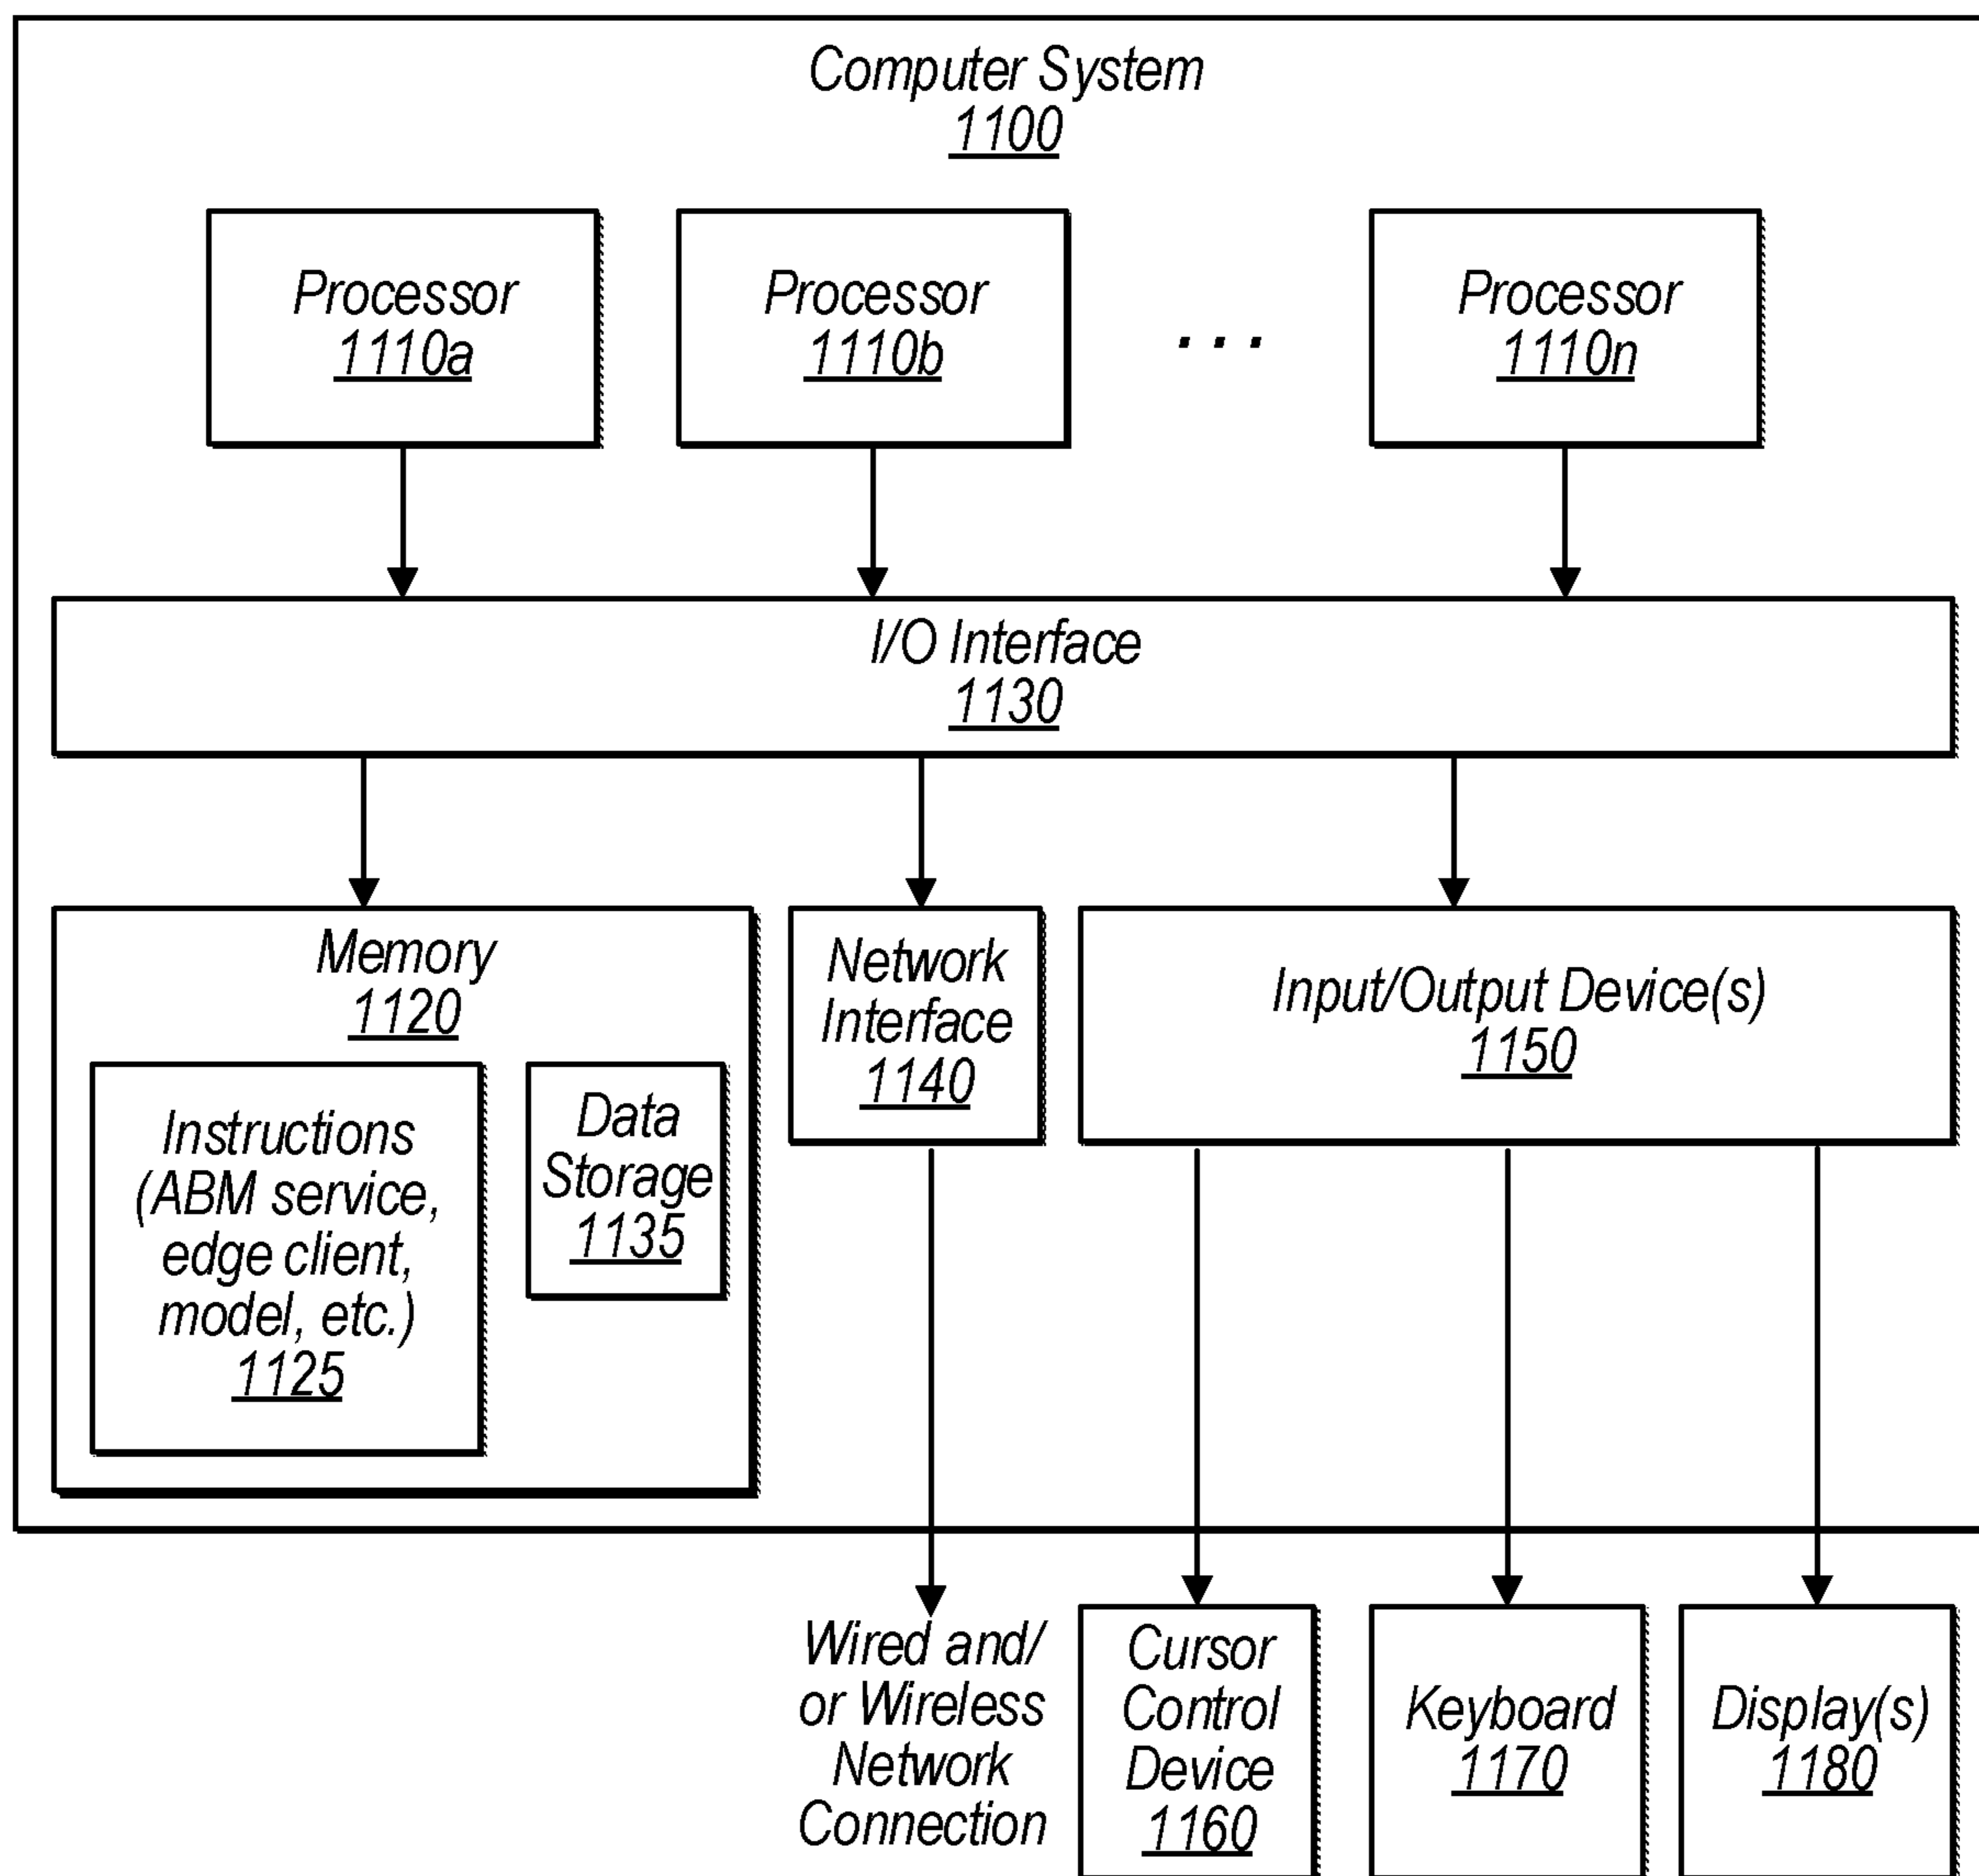 Computer System
1100
Processor
1110a
Processor
1110b
. . .
Processor
1110n
I/O Interface
1130
Memory
1120
Instructions
(ABM service,
edge client,
model, etc.)
1125
Data
Storage
1135
Network
Interface
1140
Input/Output Device(s)
1150
Wired and/
or Wireless
Network
Connection
Cursor
Control
Device
1160
Keyboard
1170
Display(s)
1180